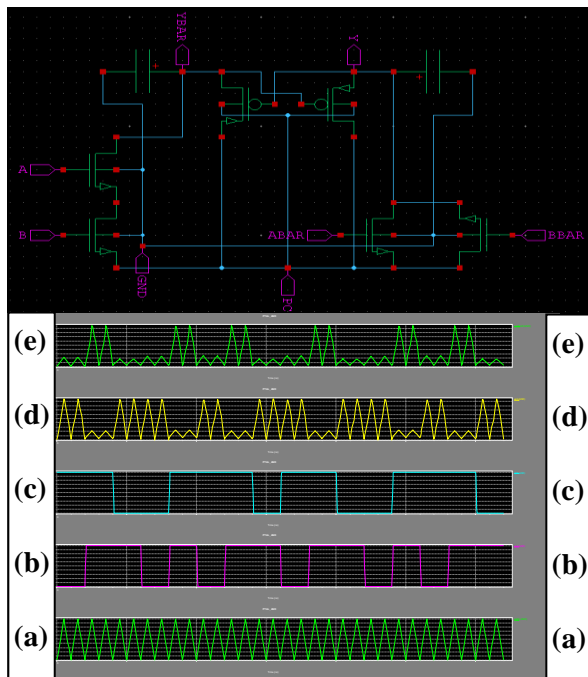 YBAR
Y
A
B
ABAR
BBAR
GND
PC
(e) (e)
(d) (d)
(c) (c)
(b) (b)
(a) (a)